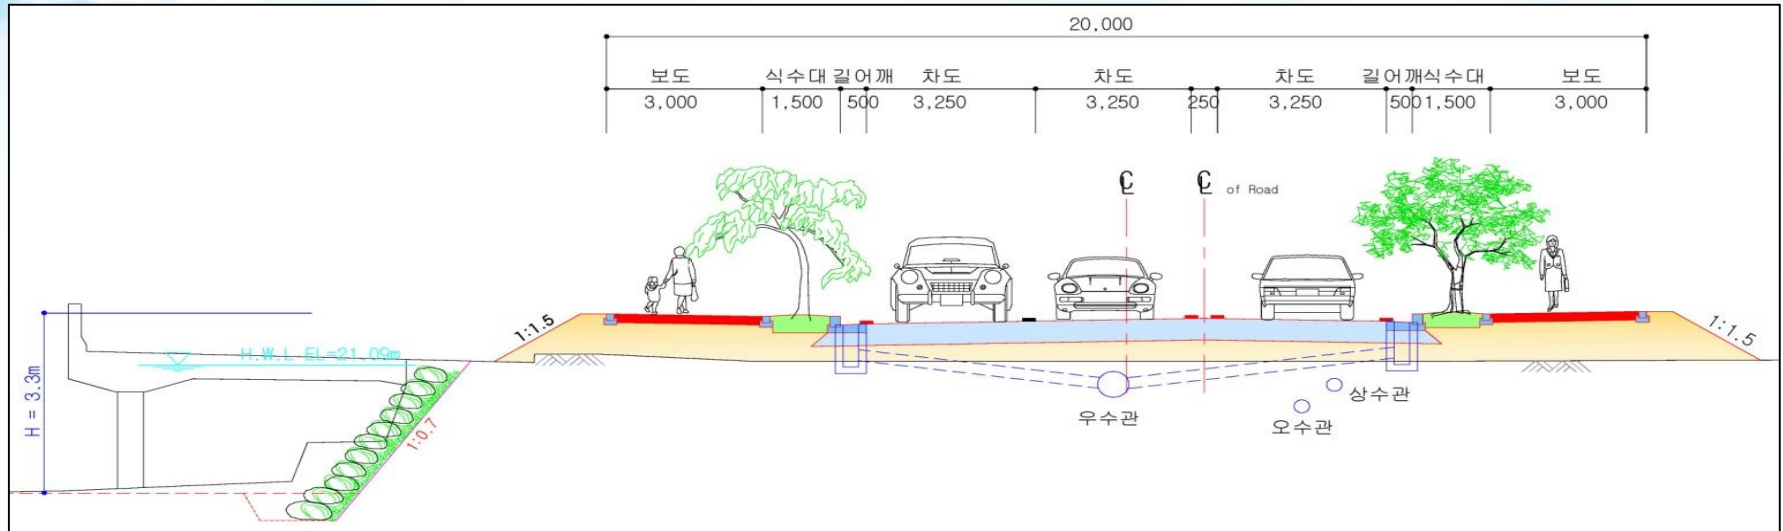 20,000
보도 식수대 길어깨 차도 차도 차도 길어깨 식수대 보도
3,000 1,500 500 3,250 3,250 250 3,250 500 1,500 3,000
℄ ℄ of Road
1:1.5 1:1.5
H.W.L EL=21.09m
H = 3.3m
1:0.7
우수관
상수관
오수관